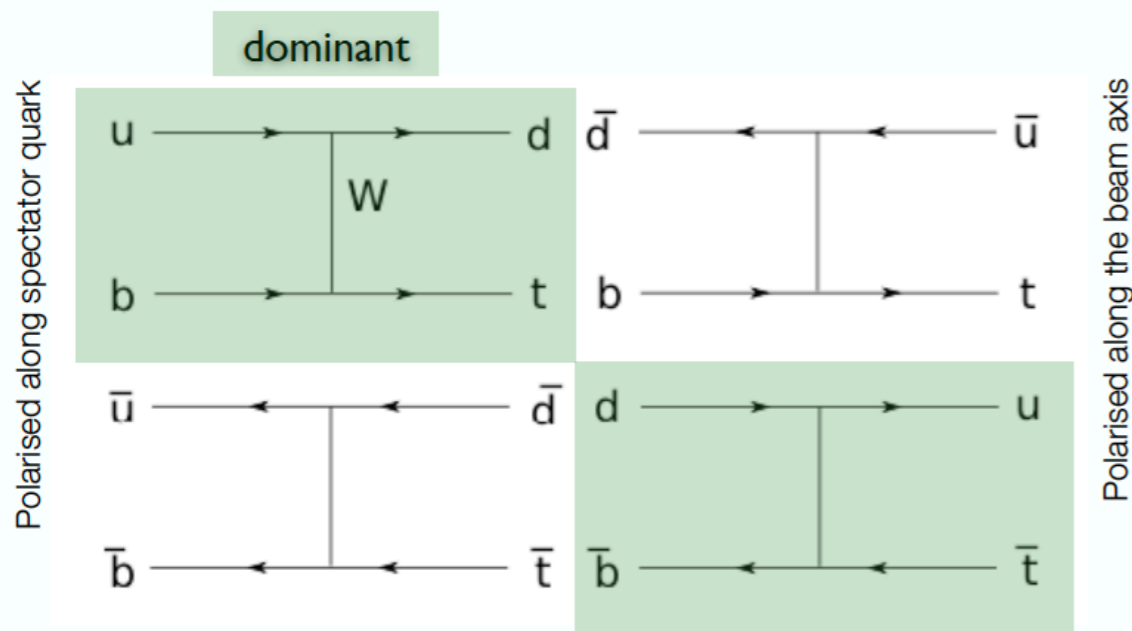 dominant
Polarised along spectator quark
u d
W
b t
d̄ ū
b t
ū d̄
b̄ t̄
d u
b̄ t̄
Polarised along the beam axis